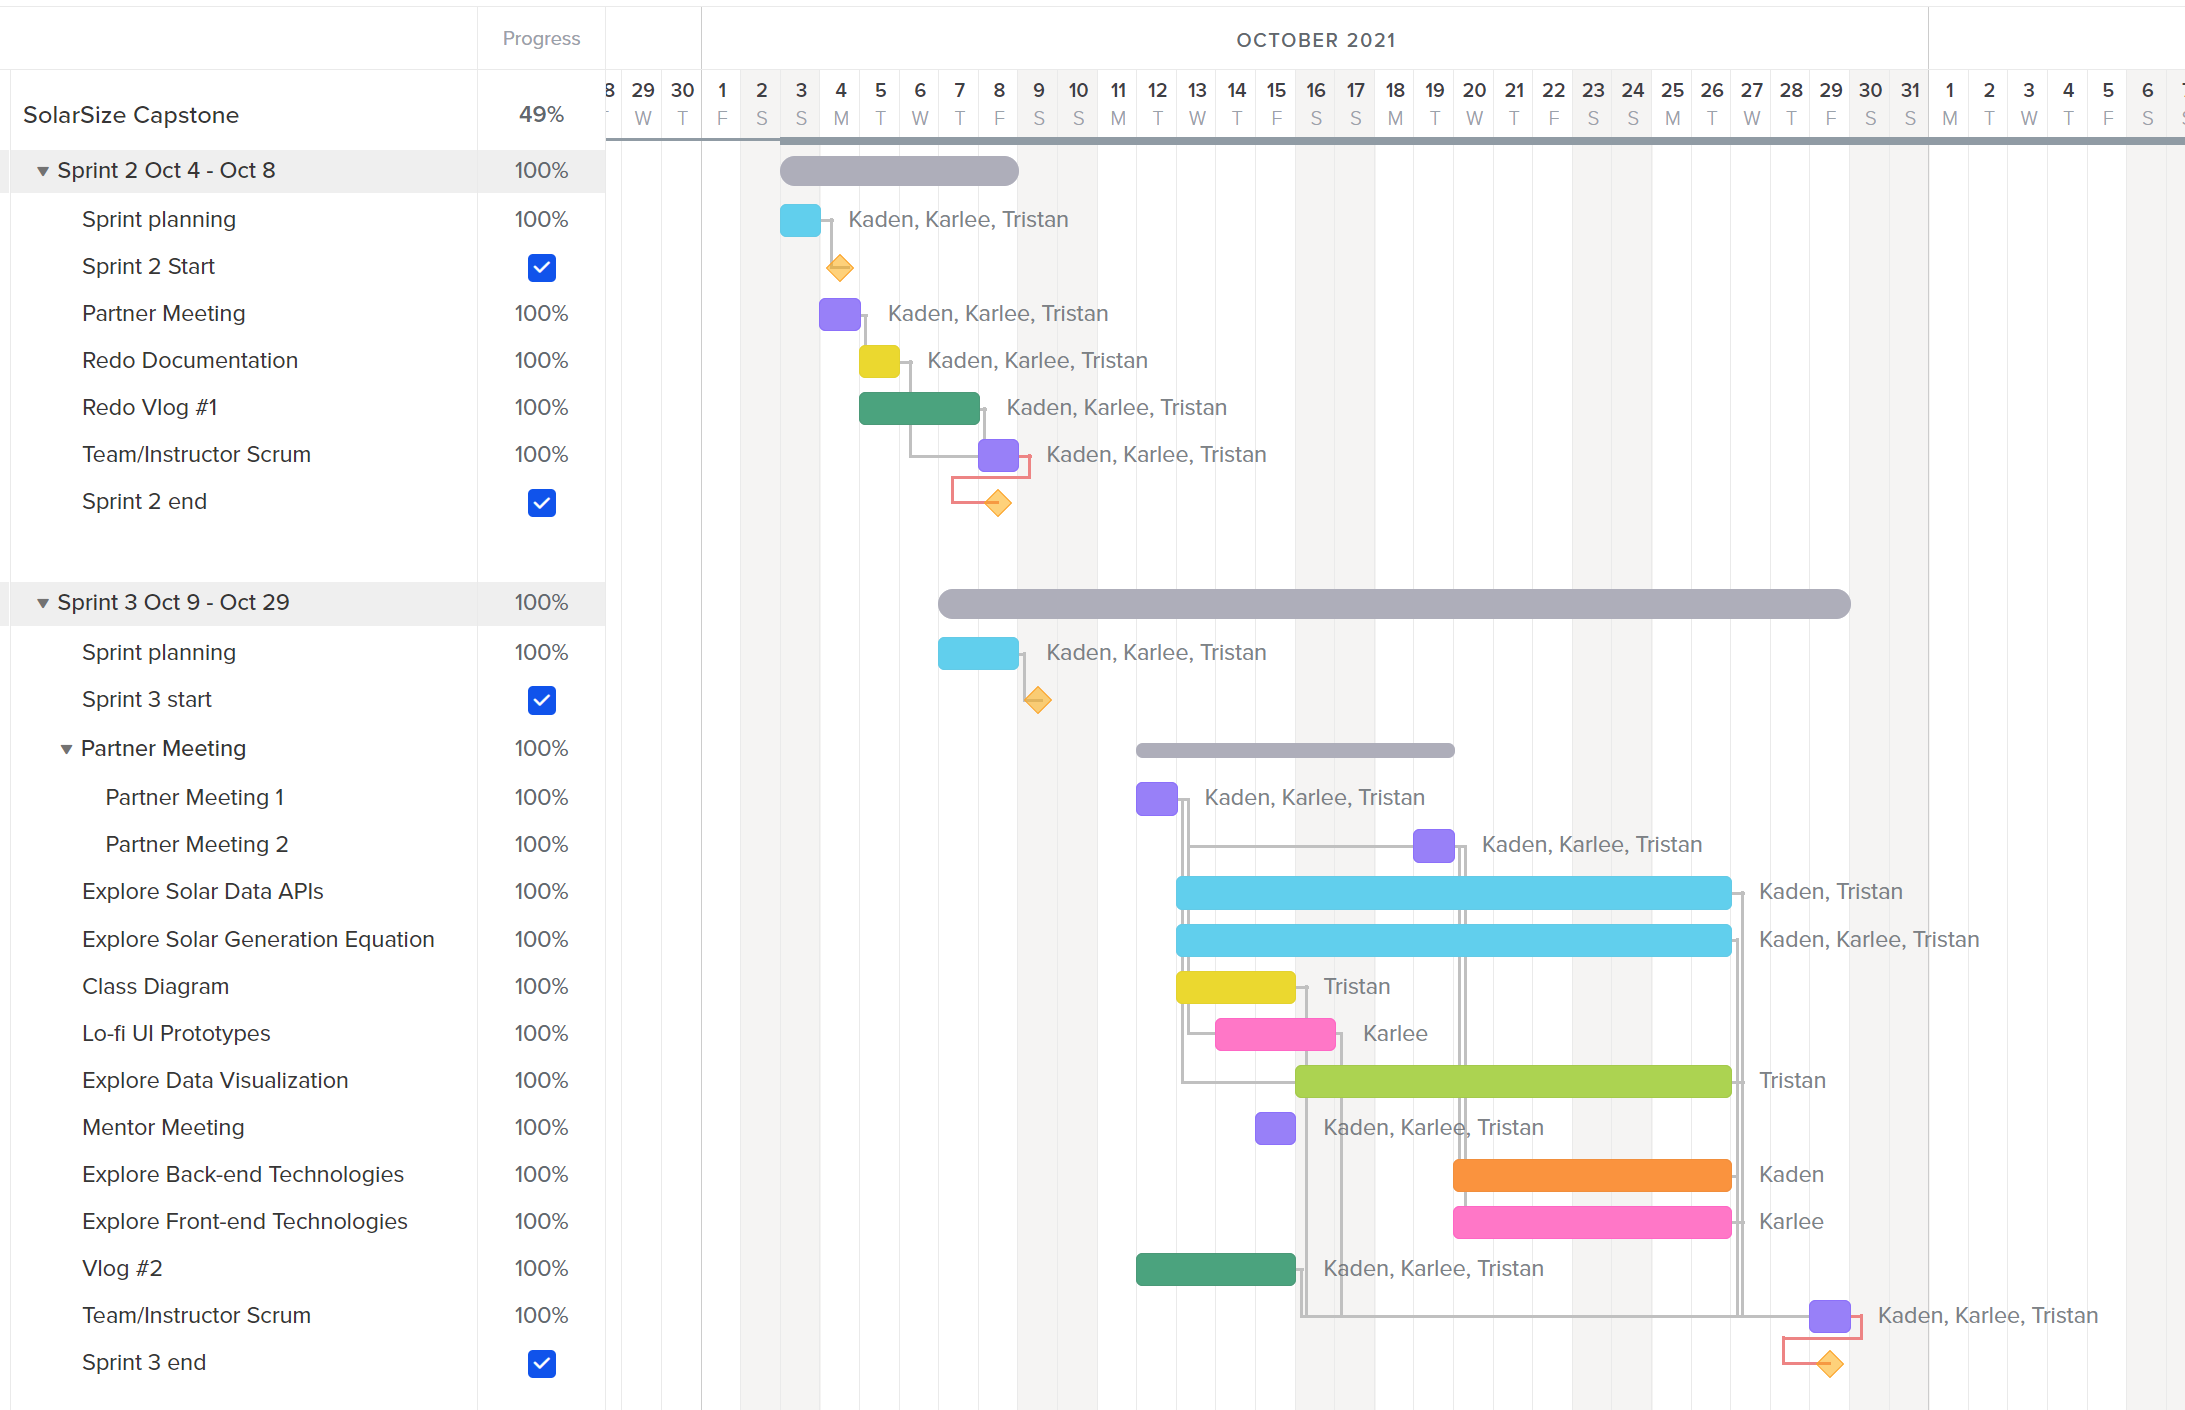 Progress
OCTOBER 2021
8 29 30 1 2 3 4 5 6 7 8 9 10 11 12 13 14 15 16 17 18 19 20 21 22 23 24 25 26 27 28 29 30 31 1 2 3 4 5 6
W T F S S M T W T F S S M T W T F S S M T W T F S S M T W T F S S M T W T F S
SolarSize Capstone 49%
Sprint 2 Oct 4 - Oct 8 100%
Sprint planning 100% Kaden, Karlee, Tristan
Sprint 2 Start
Partner Meeting 100% Kaden, Karlee, Tristan
Redo Documentation 100% Kaden, Karlee, Tristan
Redo Vlog #1 100% Kaden, Karlee, Tristan
Team/Instructor Scrum 100% Kaden, Karlee, Tristan
Sprint 2 end
Sprint 3 Oct 9 - Oct 29 100%
Sprint planning 100% Kaden, Karlee, Tristan
Sprint 3 start
Partner Meeting 100%
Partner Meeting 1 100% Kaden, Karlee, Tristan
Partner Meeting 2 100% Kaden, Karlee, Tristan
Explore Solar Data APIs 100% Kaden, Tristan
Explore Solar Generation Equation 100% Kaden, Karlee, Tristan
Class Diagram 100% Tristan
Lo-fi UI Prototypes 100% Karlee
Explore Data Visualization 100% Tristan
Mentor Meeting 100% Kaden, Karlee, Tristan
Explore Back-end Technologies 100% Kaden
Explore Front-end Technologies 100% Karlee
Vlog #2 100% Kaden, Karlee, Tristan
Team/Instructor Scrum 100% Kaden, Karlee, Tristan
Sprint 3 end